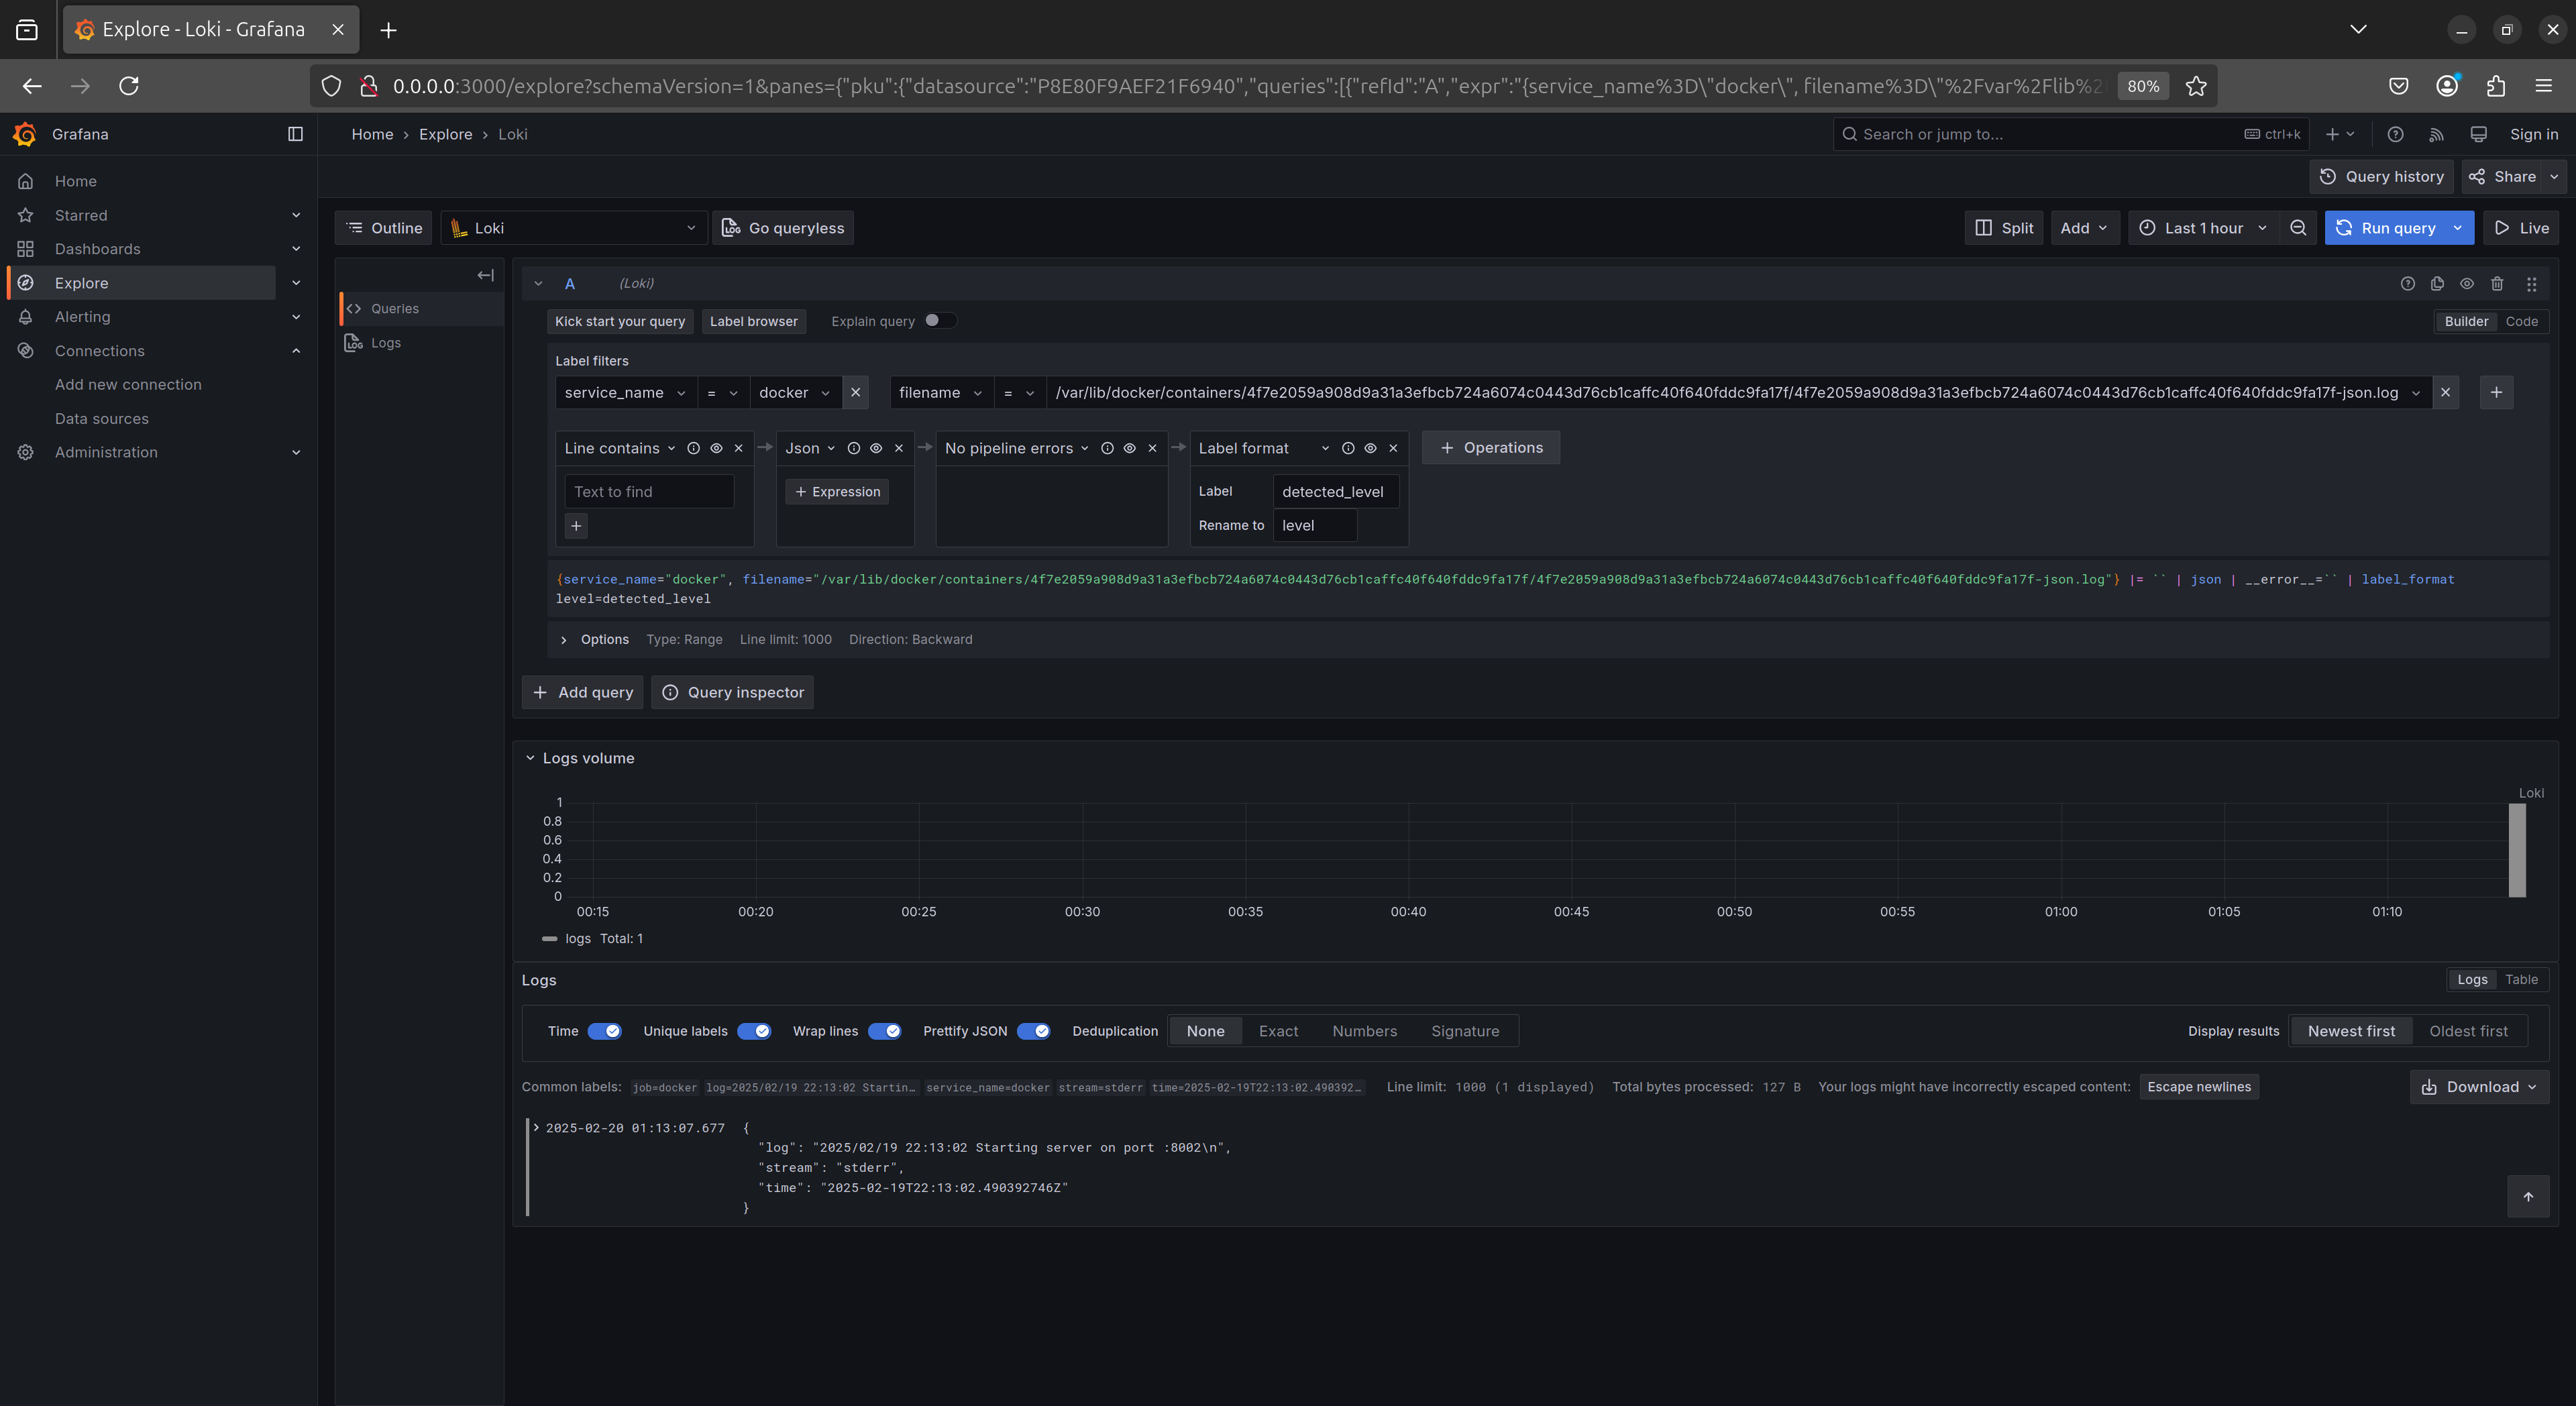 Explore - Loki - Grafana
0.0.0.0:3000/explore?schemaVersion=1&panes={"pku":{"datasource":"P8E80F9AEF21F6940","queries":[{"refId":"A","expr":"{service_name%3D\"docker\", filename%3D\"%2Fvar%2Flib%2
80%
Grafana
Home › Explore › Loki
Search or jump to...
ctrl+k
Sign in
Home
Starred
Dashboards
Explore
Alerting
Connections
Add new connection
Data sources
Administration
Query history
Share
Outline
Loki
Go queryless
Split
Add
Last 1 hour
Run query
Live
Queries
Logs
A (Loki)
Kick start your query
Label browser
Explain query
Builder
Code
Label filters
service_name = docker
filename = /var/lib/docker/containers/4f7e2059a908d9a31a3efbcb724a6074c0443d76cb1caffc40f640fddc9fa17f/4f7e2059a908d9a31a3efbcb724a6074c0443d76cb1caffc40f640fddc9fa17f-json.log
Line contains
Json
No pipeline errors
Label format
Operations
Text to find
Expression
Label detected_level
Rename to level
{service_name="docker", filename="/var/lib/docker/containers/4f7e2059a908d9a31a3efbcb724a6074c0443d76cb1caffc40f640fddc9fa17f/4f7e2059a908d9a31a3efbcb724a6074c0443d76cb1caffc40f640fddc9fa17f-json.log"} |= `` | json | __error__=`` | label_format
level=detected_level
Options Type: Range Line limit: 1000 Direction: Backward
Add query
Query inspector
Logs volume
Loki
1
0.8
0.6
0.4
0.2
0
00:15 00:20 00:25 00:30 00:35 00:40 00:45 00:50 00:55 01:00 01:05 01:10
logs Total: 1
Logs
Logs Table
Time Unique labels Wrap lines Prettify JSON Deduplication None Exact Numbers Signature
Display results Newest first Oldest first
Common labels: job=docker log=2025/02/19 22:13:02 Startin… service_name=docker stream=stderr time=2025-02-19T22:13:02.490392… Line limit: 1000 (1 displayed) Total bytes processed: 127 B Your logs might have incorrectly escaped content: Escape newlines
Download
2025-02-20 01:13:07.677 {
"log": "2025/02/19 22:13:02 Starting server on port :8002\n",
"stream": "stderr",
"time": "2025-02-19T22:13:02.490392746Z"
}